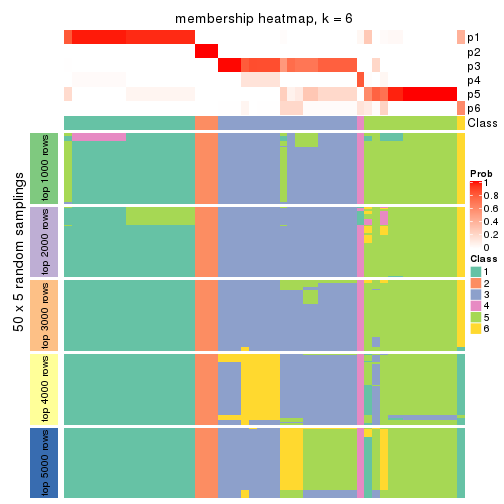 membership heatmap, k = 6
p1
p2
p3
p4
p5
p6
Class
50 x 5 random samplings
top 1000 rows
top 2000 rows
top 3000 rows
top 4000 rows
top 5000 rows
Prob
1
0.8
0.6
0.4
0.2
0
Class
1
2
3
4
5
6